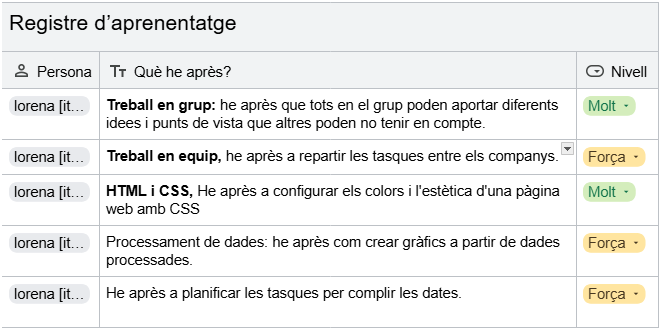 Registre d'aprenentatge
Persona
Tт Què he après?
Nivell
lorena [it...
Treball en grup: he après que tots en el grup poden aportar diferents
idees i punts de vista que altres poden no tenir en compte.
Molt
lorena [it...
Treball en equip, he après a repartir les tasques entre els companys.
Força
lorena [it...
HTML i CSS, He après a configurar els colors i l'estètica d'una pàgina
web amb CSS
Molt
lorena [it...
Processament de dades: he après com crear gràfics a partir de dades
processades.
Força
lorena [it...
He après a planificar les tasques per complir les dates.
Força